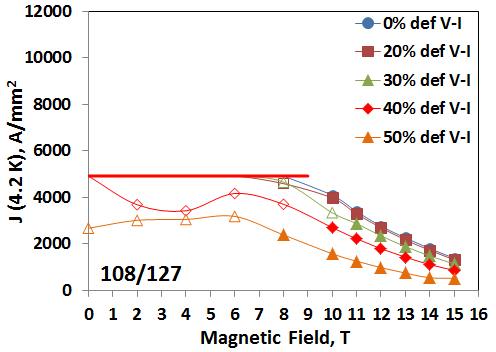 12000
10000
8000
6000
4000
2000
0
J (4.2 K), A/mm²
0% def V-I
20% def V-I
30% def V-I
40% def V-I
50% def V-I
108/127
0 1 2 3 4 5 6 7 8 9 10 11 12 13 14 15 16
Magnetic Field, T